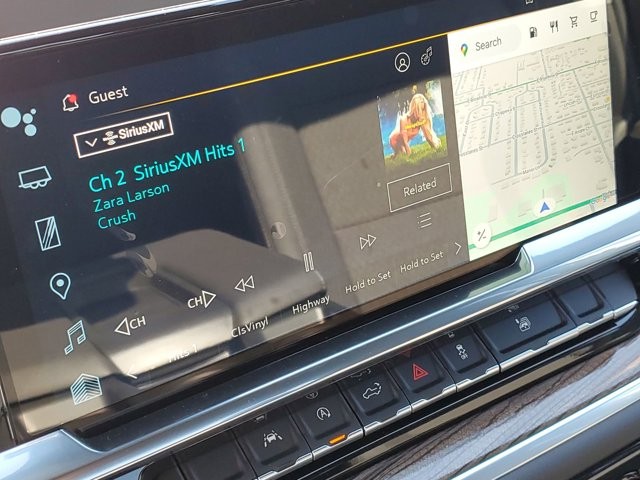 Guest
Search
SiriusXM
Ch 2 SiriusXM Hits 1
Zara Larson
Crush
Related
CH
CH
Hits 1
ClsVinyl
Highway
Hold to Set
Hold to Set